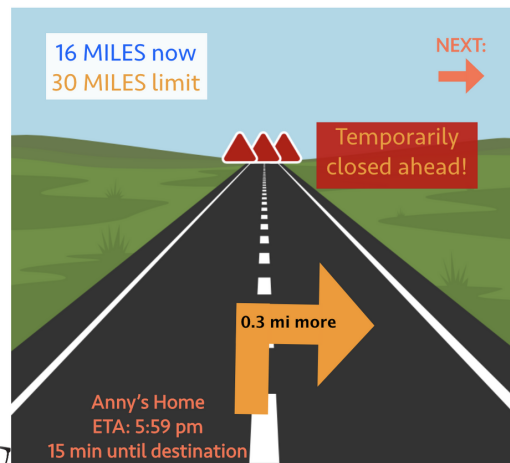 16 MILES now
30 MILES limit
NEXT:
Temporarily
closed ahead!
0.3 mi more
Anny's Home
ETA: 5:59 pm
15 min until destination